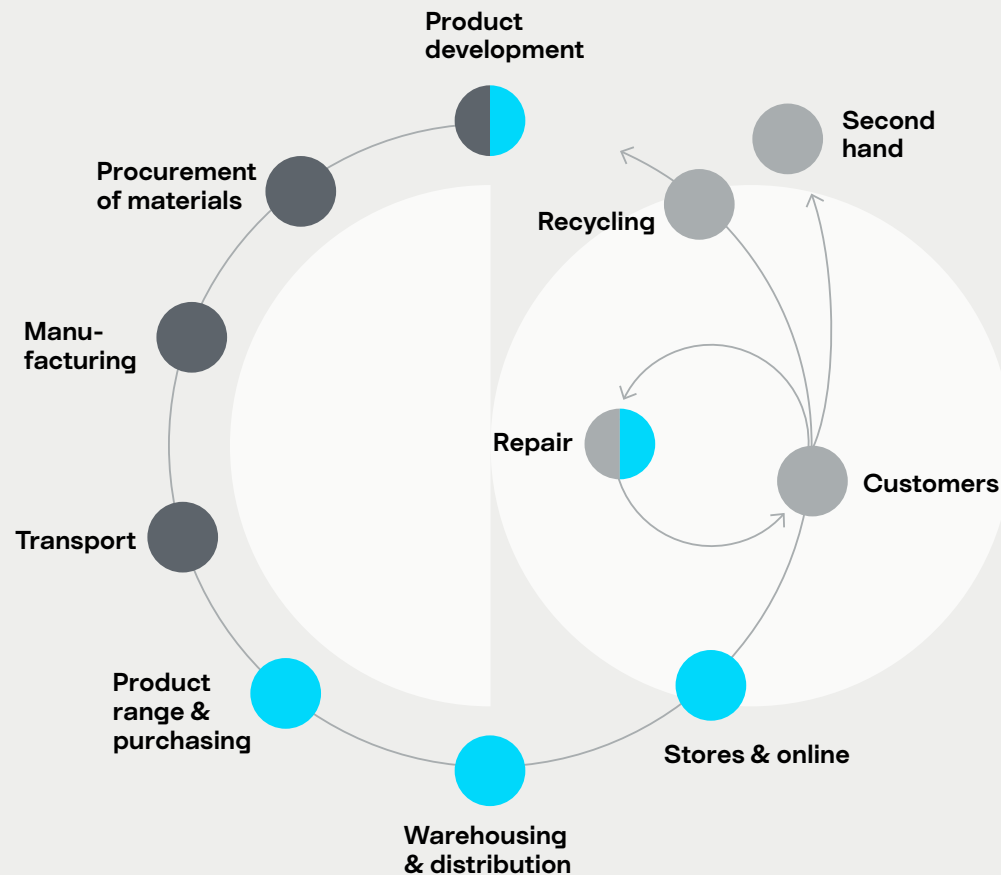 Product
development
Second
hand
Procurement
of materials
Recycling
Manu-
facturing
Repair
Customers
Transport
Product
range &
purchasing
Stores & online
Warehousing
& distribution